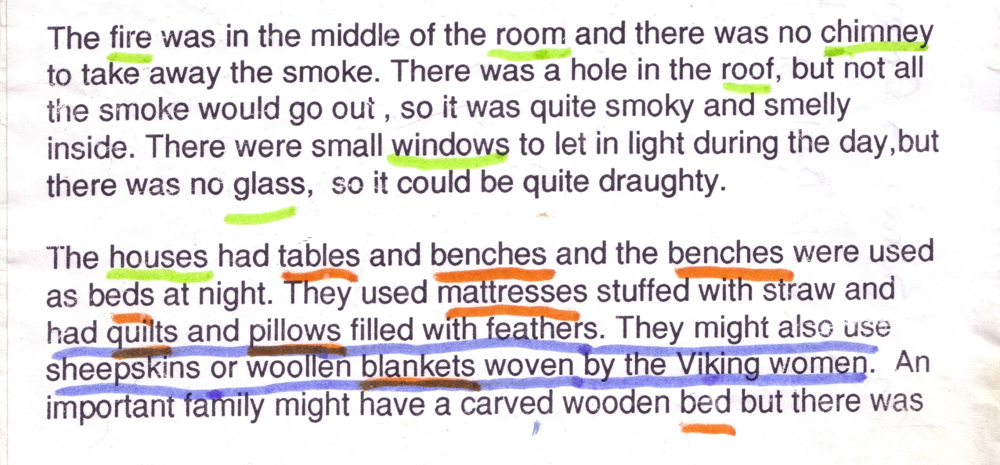 The fire was in the middle of the room and there was no chimney
to take away the smoke. There was a hole in the roof, but not all
the smoke would go out , so it was quite smoky and smelly
inside. There were small windows to let in light during the day,but
there was no glass,  so it could be quite draughty.
The houses had tables and benches and the benches were used
as beds at night. They used mattresses stuffed with straw and
had quilts and pillows filled with feathers. They might also use
sheepskins or woollen blankets woven by the Viking women.  An
important family might have a carved wooden bed but there was